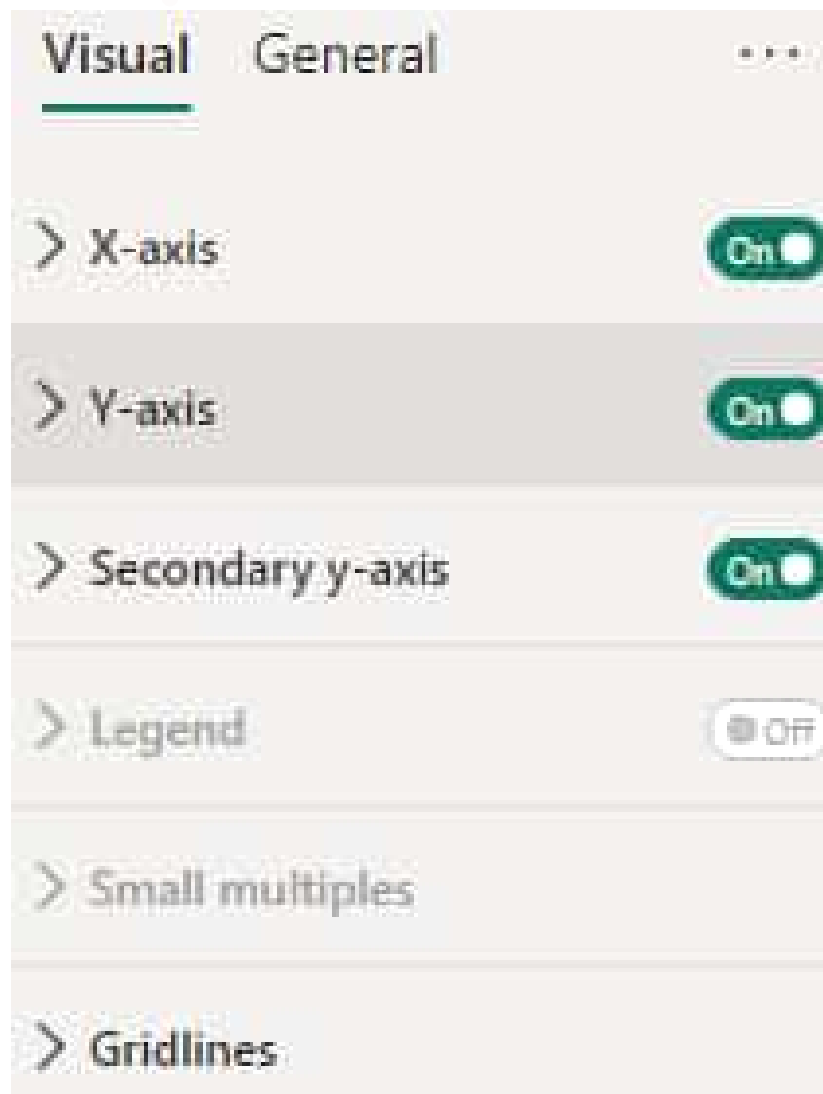 Visual General ...
X-axis On
Y-axis On
Secondary y-axis On
Legend Off
Small multiples
Gridlines